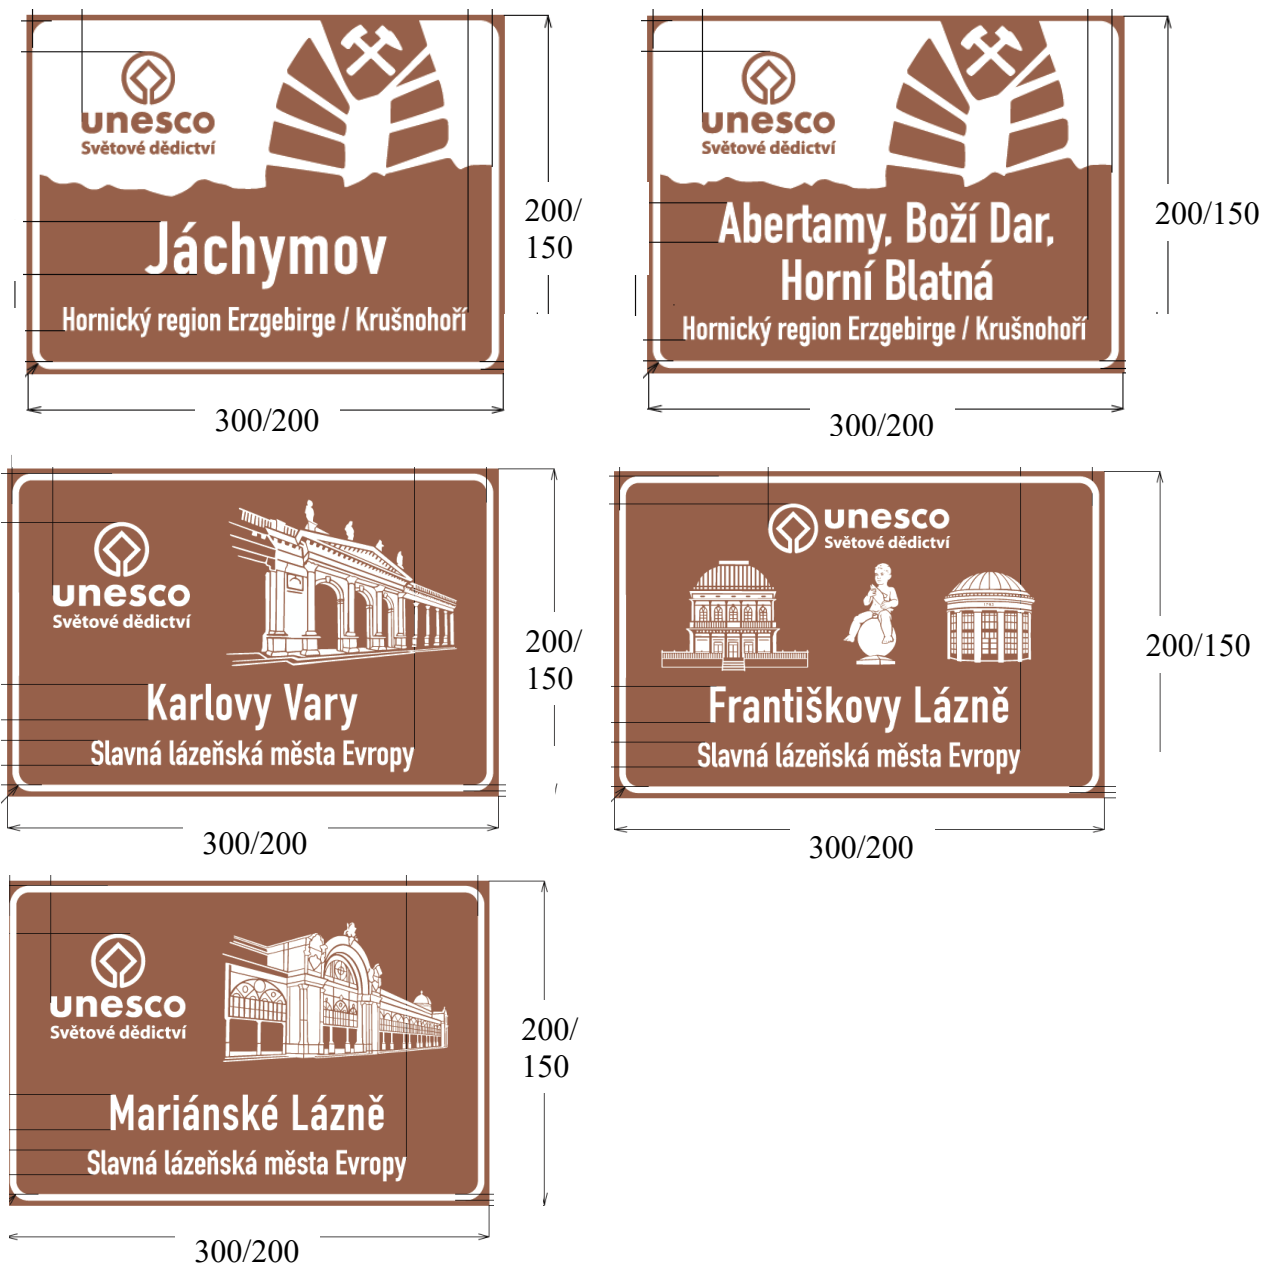 unesco
Světové dědictví
Jáchymov
Hornický region Erzgebirge / Krušnohoří
200/
150
300/200
unesco
Světové dědictví
Abertamy, Boží Dar,
Horní Blatná
Hornický region Erzgebirge / Krušnohoří
200/150
300/200
unesco
Světové dědictví
Karlovy Vary
Slavná lázeňská města Evropy
200/
150
300/200
unesco
Světové dědictví
1793
Františkovy Lázně
Slavná lázeňská města Evropy
200/150
300/200
unesco
Světové dědictví
Mariánské Lázně
Slavná lázeňská města Evropy
200/
150
300/200